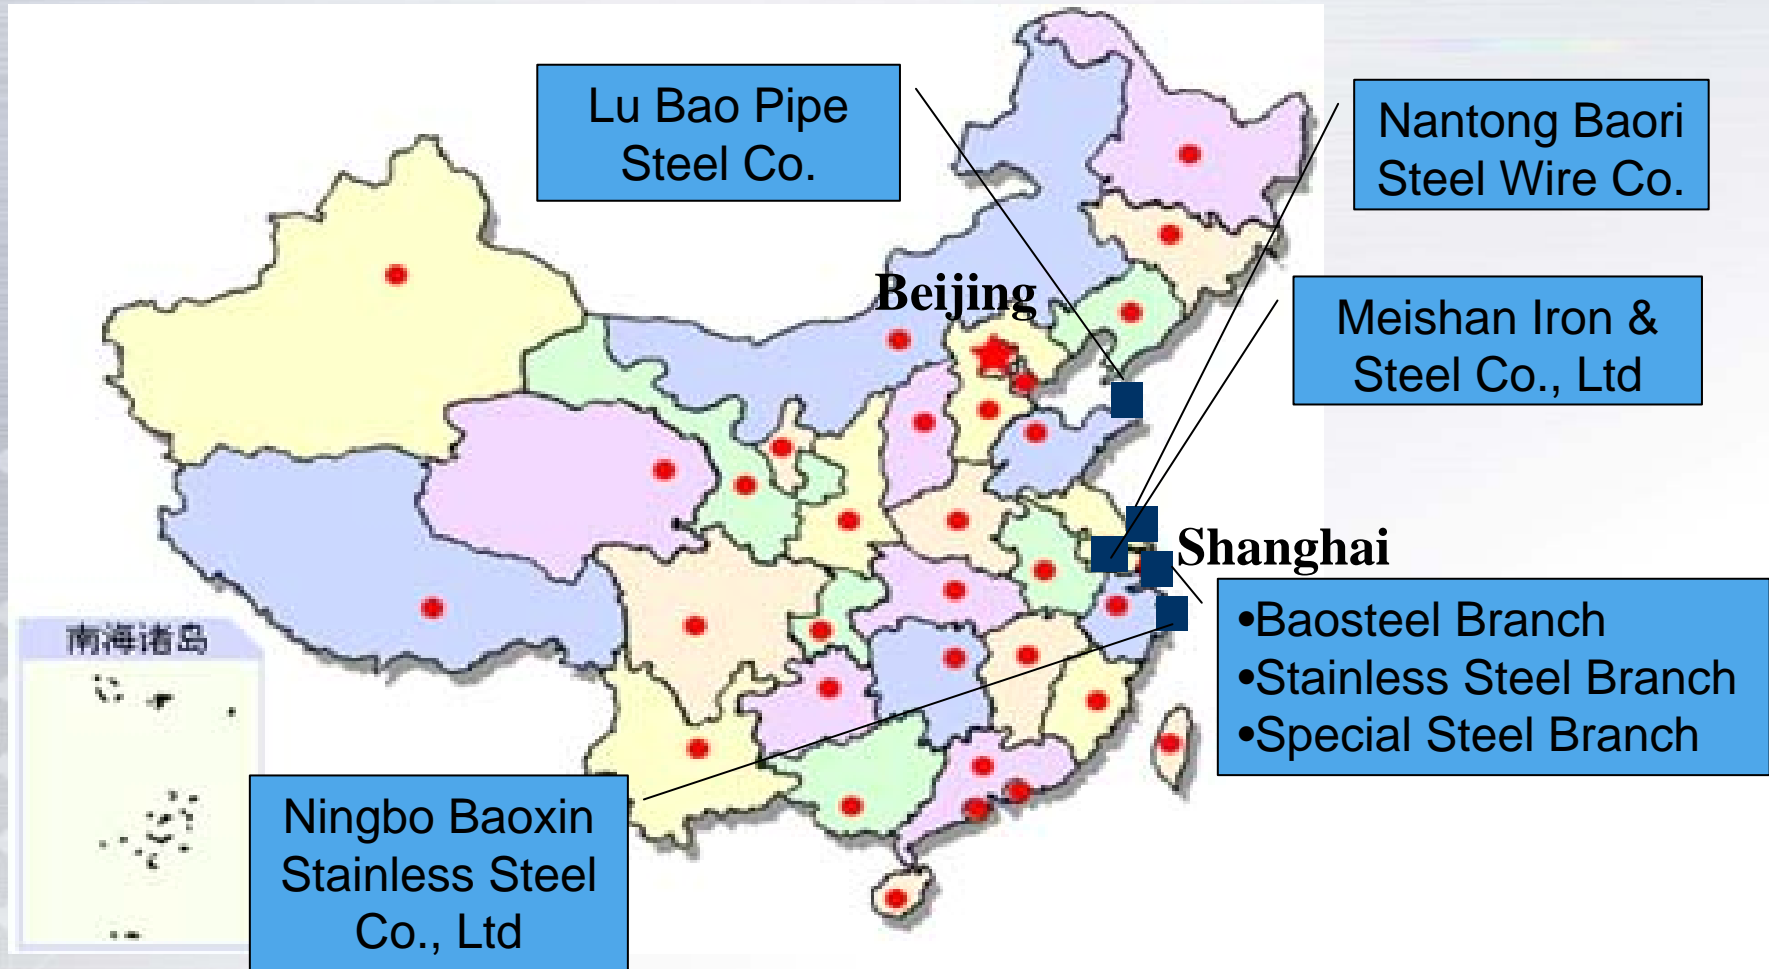 Lu Bao Pipe
Steel Co.
Nantong Baori
Steel Wire Co.
Beijing
Meishan Iron &
Steel Co., Ltd
Shanghai
•Baosteel Branch
•Stainless Steel Branch
•Special Steel Branch
南海诸岛
Ningbo Baoxin
Stainless Steel
Co., Ltd